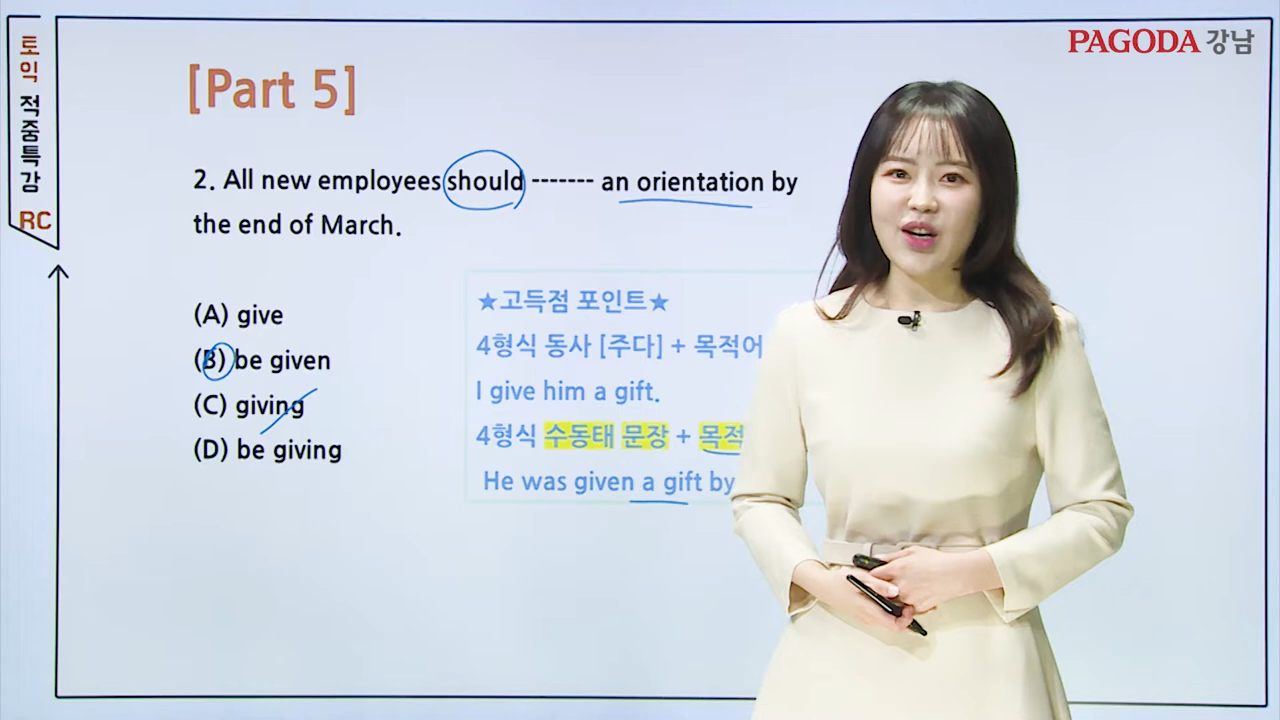 PAGODA 강남
토익 적중특강 RC
[Part 5]
2. All new employees should ------- an orientation by
the end of March.
(A) give
(B) be given
(C) giving
(D) be giving
★고득점 포인트★
4형식 동사 [주다] + 목적어
I give him a gift.
4형식 수동태 문장 + 목적
He was given a gift by